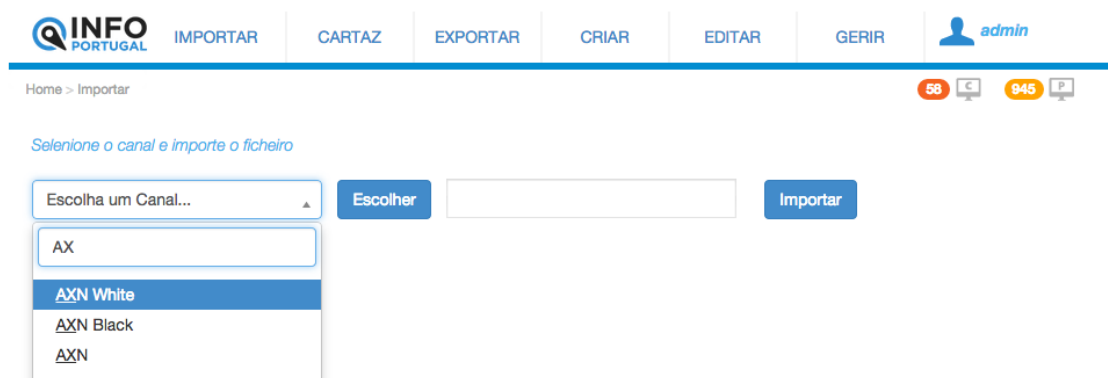 INFO PORTUGAL IMPORTAR CARTAZ EXPORTAR CRIAR EDITAR GERIR admin
Home > Importar 58 C 945 P
Selenione o canal e importe o ficheiro
Escolha um Canal... Escolher Importar
AX
AXN White
AXN Black
AXN